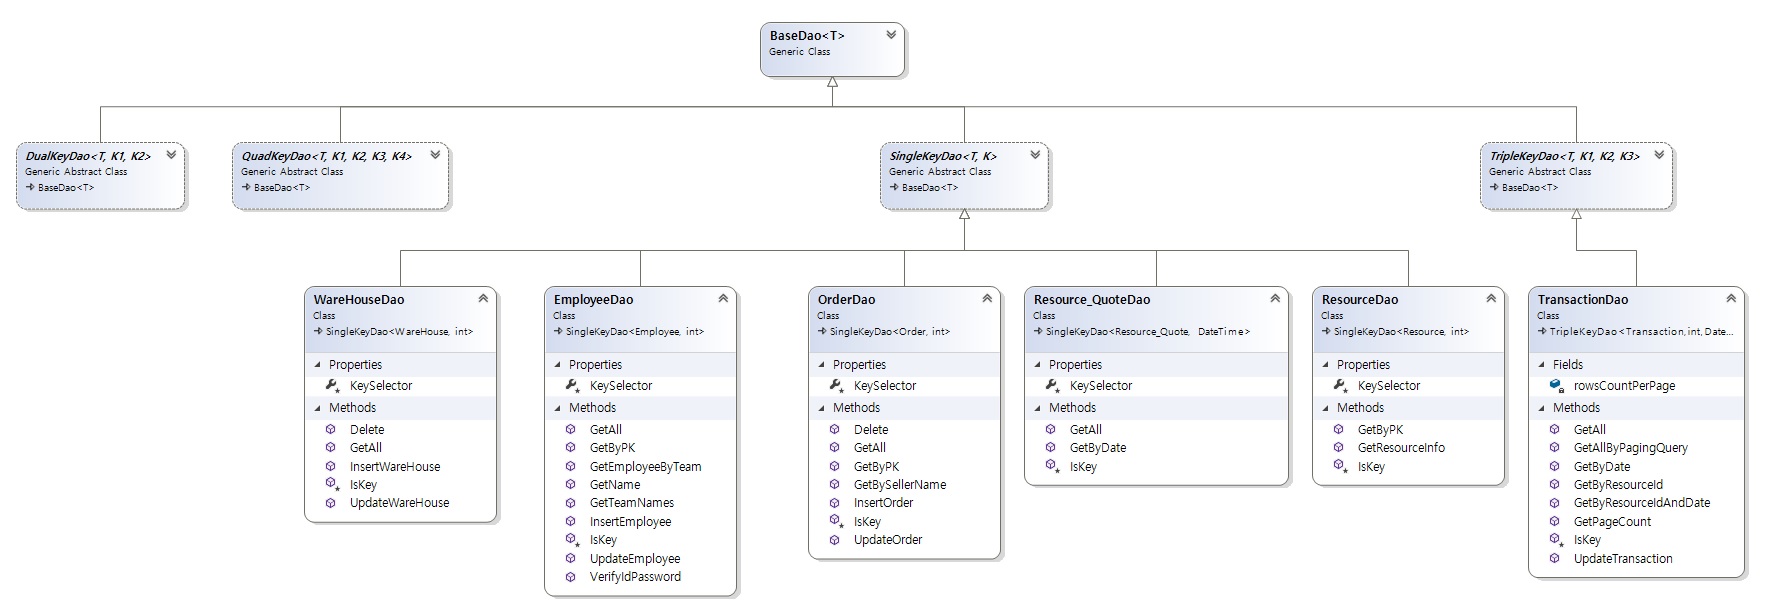 BaseDao<T>
Generic Class
DualKeyDao<T, K1, K2>
Generic Abstract Class
BaseDao<T>
QuadKeyDao<T, K1, K2, K3, K4>
Generic Abstract Class
BaseDao<T>
SingleKeyDao<T, K>
Generic Abstract Class
BaseDao<T>
TripleKeyDao<T, K1, K2, K3>
Generic Abstract Class
BaseDao<T>
WareHouseDao
Class
SingleKeyDao<WareHouse, int>
Properties
KeySelector
Methods
Delete
GetAll
InsertWareHouse
IsKey
UpdateWareHouse
EmployeeDao
Class
SingleKeyDao<Employee, int>
Properties
KeySelector
Methods
GetAll
GetByPK
GetEmployeeByTeam
GetName
GetTeamNames
InsertEmployee
IsKey
UpdateEmployee
VerifyIdPassword
OrderDao
Class
SingleKeyDao<Order, int>
Properties
KeySelector
Methods
Delete
GetAll
GetByPK
GetBySellerName
InsertOrder
IsKey
UpdateOrder
Resource_QuoteDao
Class
SingleKeyDao<Resource_Quote, DateTime>
Properties
KeySelector
Methods
GetAll
GetByDate
IsKey
ResourceDao
Class
SingleKeyDao<Resource, int>
Properties
KeySelector
Methods
GetByPK
GetResourceInfo
IsKey
TransactionDao
Class
TripleKeyDao<Transaction, int, Date...
Fields
rowsCountPerPage
Methods
GetAll
GetAllByPagingQuery
GetByDate
GetByResourceId
GetByResourceIdAndDate
GetPageCount
IsKey
UpdateTransaction